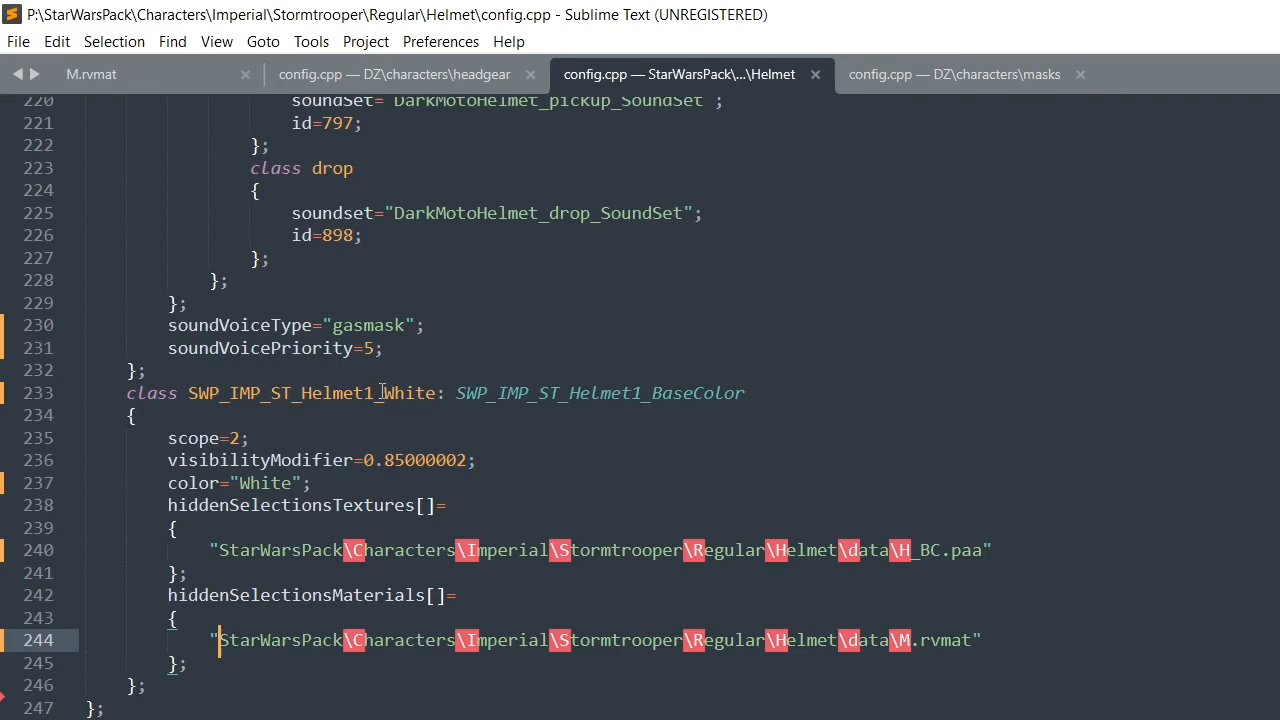 P:\StarWarsPack\Characters\Imperial\Stormtrooper\Regular\Helmet\config.cpp - Sublime Text (UNREGISTERED)
File Edit Selection Find View Goto Tools Project Preferences Help
M.rvmat × config.cpp — DZ\characters\headgear × config.cpp — StarWarsPack\...\Helmet × config.cpp — DZ\characters\masks ×
220 soundSet="DarkMotoHelmet_pickup_SoundSet";
221 id=797;
222 };
223 class drop
224 {
225 soundset="DarkMotoHelmet_drop_SoundSet";
226 id=898;
227 };
228 };
229 };
230 soundVoiceType="gasmask";
231 soundVoicePriority=5;
232 };
233 class SWP_IMP_ST_Helmet1_White: SWP_IMP_ST_Helmet1_BaseColor
234 {
235 scope=2;
236 visibilityModifier=0.85000002;
237 color="White";
238 hiddenSelectionsTextures[]=
239 {
240 "StarWarsPack\Characters\Imperial\Stormtrooper\Regular\Helmet\data\H_BC.paa"
241 };
242 hiddenSelectionsMaterials[]=
243 {
244 "StarWarsPack\Characters\Imperial\Stormtrooper\Regular\Helmet\data\M.rvmat"
245 };
246 };
247 };